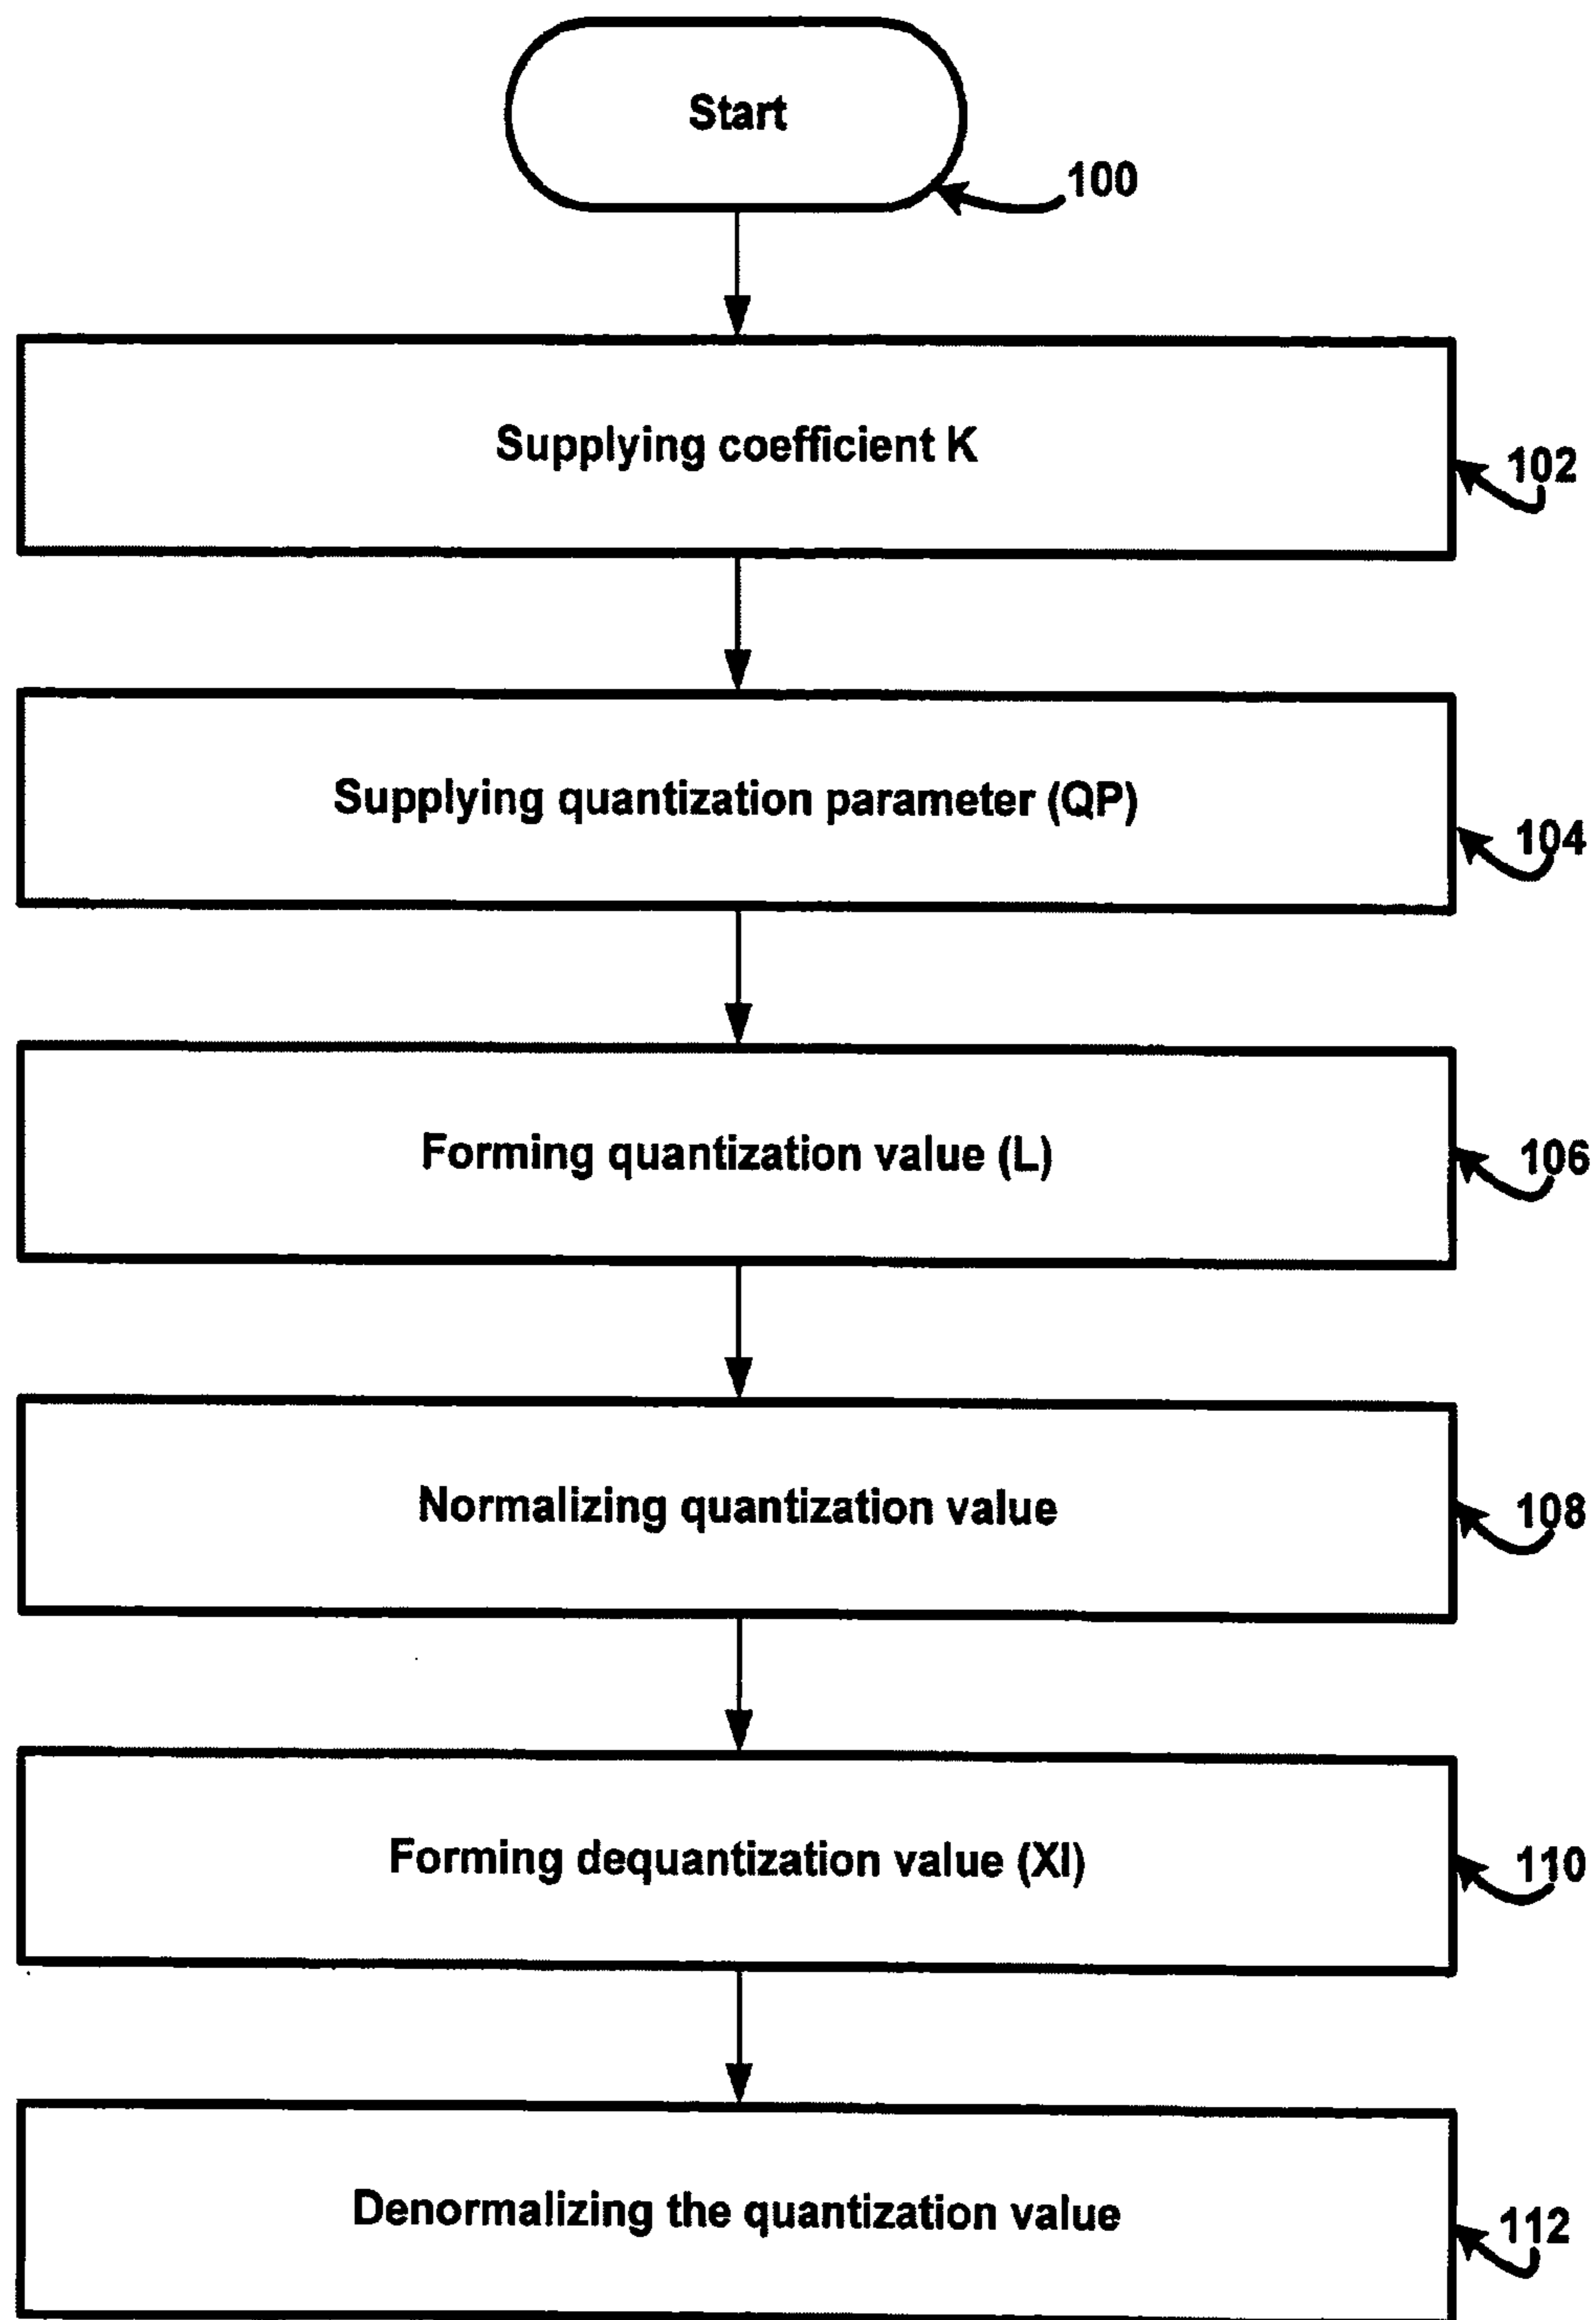 Start
100
Supplying coefficient K
102
Supplying quantization parameter (QP)
104
Forming quantization value (L)
106
Normalizing quantization value
108
Forming dequantization value (XI)
110
Denormalizing the quantization value
112